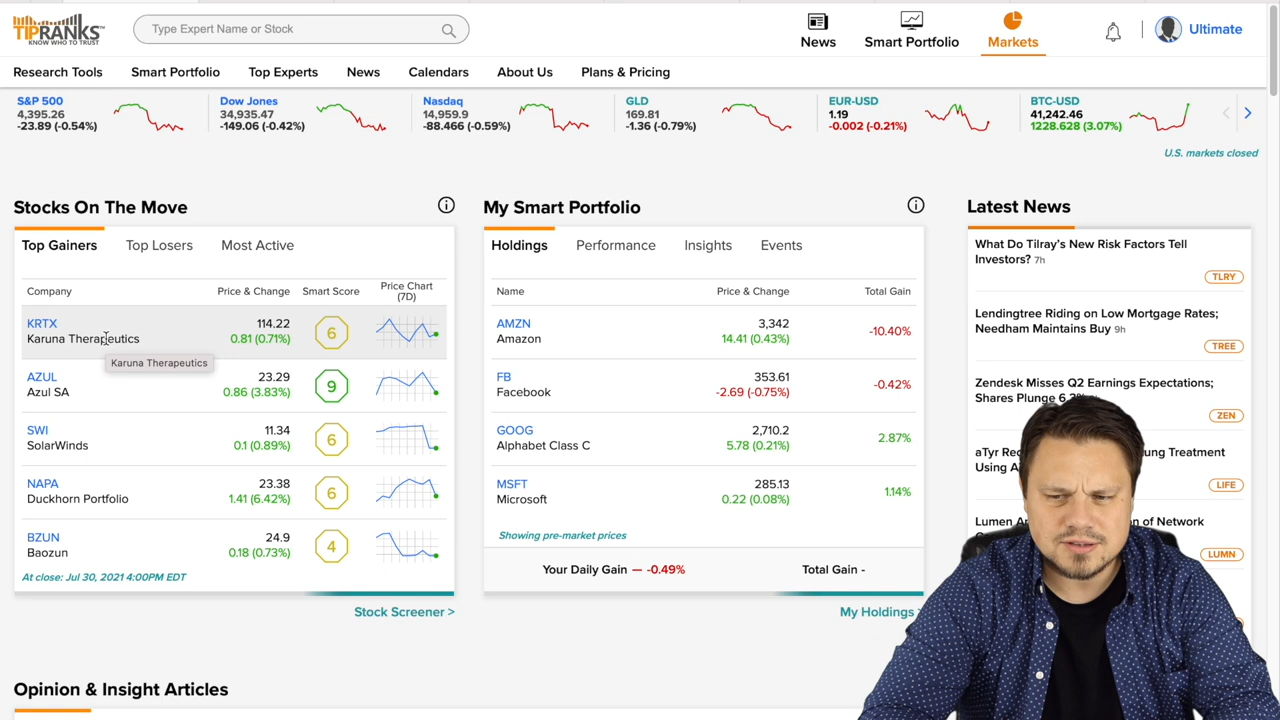 TIPRANKS
KNOW WHO TO TRUST
Type Expert Name or Stock
News
Smart Portfolio
Markets
Ultimate
Research Tools
Smart Portfolio
Top Experts
News
Calendars
About Us
Plans & Pricing
S&P 500
4,395.26
-23.89 (-0.54%)
Dow Jones
34,935.47
-149.06 (-0.42%)
Nasdaq
14,959.9
-88.466 (-0.59%)
GLD
169.81
-1.36 (-0.79%)
EUR-USD
1.19
-0.002 (-0.21%)
BTC-USD
41,242.46
1228.628 (3.07%)
U.S. markets closed
Stocks On The Move
Top Gainers
Top Losers
Most Active
Company
Price & Change
Smart Score
Price Chart
(7D)
KRTX
Karuna Therapeutics
114.22
0.81 (0.71%)
6
Karuna Therapeutics
AZUL
Azul SA
23.29
0.86 (3.83%)
9
SWI
SolarWinds
11.34
0.1 (0.89%)
6
NAPA
Duckhorn Portfolio
23.38
1.41 (6.42%)
6
BZUN
Baozun
24.9
0.18 (0.73%)
4
At close: Jul 30, 2021 4:00PM EDT
Stock Screener >
My Smart Portfolio
Holdings
Performance
Insights
Events
Name
Price & Change
Total Gain
AMZN
Amazon
3,342
14.41 (0.43%)
-10.40%
FB
Facebook
353.61
-2.69 (-0.75%)
-0.42%
GOOG
Alphabet Class C
2,710.2
5.78 (0.21%)
2.87%
MSFT
Microsoft
285.13
0.22 (0.08%)
1.14%
Showing pre-market prices
Your Daily Gain — -0.49%
Total Gain -
My Holdings
Latest News
What Do Tilray's New Risk Factors Tell
Investors? 7h
TLRY
Lendingtree Riding on Low Mortgage Rates;
Needham Maintains Buy 9h
TREE
Zendesk Misses Q2 Earnings Expectations;
Shares Plunge
ZEN
aTyr
Treatment
Using
LIFE
Lumen
of Network
LUMN
Opinion & Insight Articles